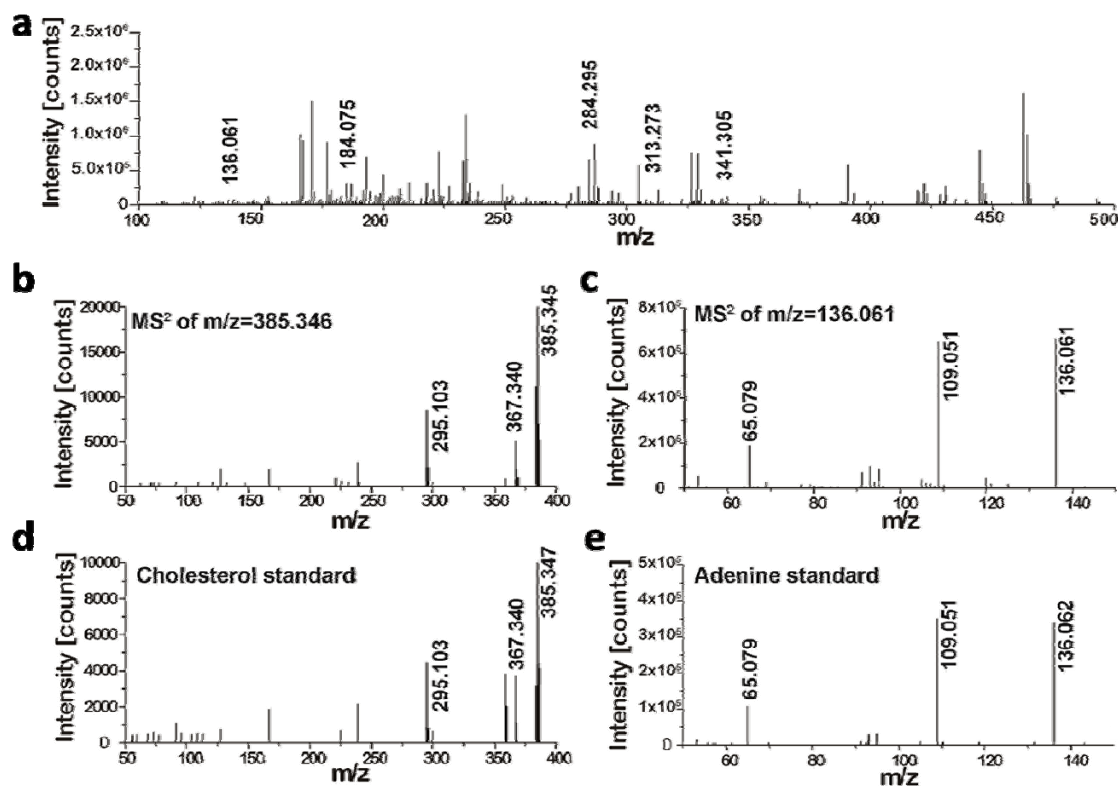 a
Intensity [counts]
2.5x10⁶
2.0x10⁶
1.5x10⁶
1.0x10⁶
5.0x10⁵
0
136.061
184.075
284.295
313.273
341.305
100 150 200 250 300 350 400 450 500
m/z
b
Intensity [counts]
20000
15000
10000
5000
0
MS² of m/z=385.346
295.103
367.340
385.345
50 100 150 200 250 300 350 400
m/z
c
Intensity [counts]
8x10⁵
6x10⁵
4x10⁵
2x10⁵
0
MS² of m/z=136.061
65.079
109.051
136.061
60 80 100 120 140
m/z
d
Intensity [counts]
10000
8000
6000
4000
2000
0
Cholesterol standard
295.103
367.340
385.347
50 100 150 200 250 300 350 400
m/z
e
Intensity [counts]
5x10⁵
4x10⁵
3x10⁵
2x10⁵
1x10⁵
0
Adenine standard
65.079
109.051
136.062
60 80 100 120 140
m/z